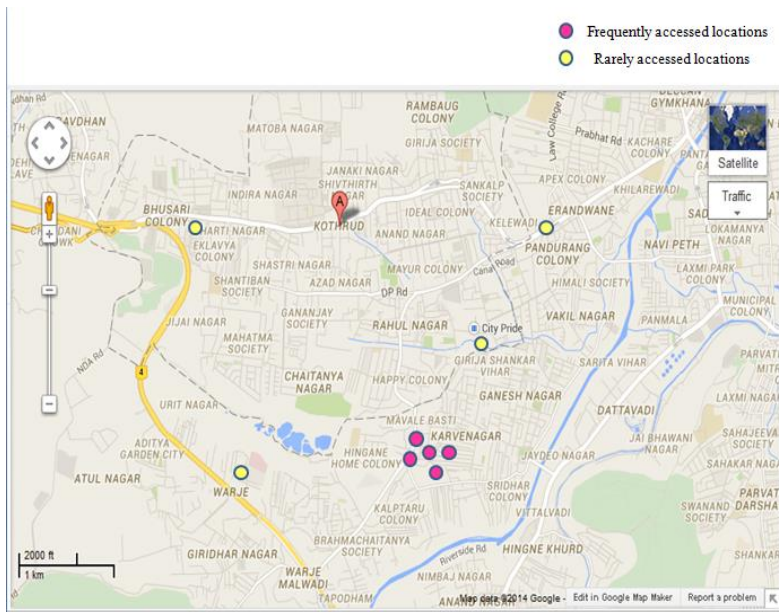 Frequently accessed locations
Rarely accessed locations
DECCAN
GYMKHANA
RAMBAUG
COLONY
MATOBA NAGAR
GIRIJA SOCIETY
Law College Rd
Prabhat Rd
KACHARE
COLONY
Satellite
JANAKI NAGAR
SHIVTHIRTH
NAGAR
SANKALP
SOCIETY
APEX COLONY
KHILAREWADI
Traffic
INDIRA NAGAR
A
BHUSARI
COLONY
IDEAL COLONY
KELEWADI
ERANDWANE
KOTHRUD
ANAND NAGAR
LOKAMANYA
NAGAR
EKLAVYA
COLONY
PANDURANG
COLONY
NAVI PETH
SHASTRI NAGAR
MAYUR COLONY
Canal Road
LAXMI PARK
COLONY
SHANTIBAN
SOCIETY
AZAD NAGAR
DP Rd
HIMALI SOCIETY
MUNICIPAL
COLONY
GANANJAY
SOCIETY
VAKIL NAGAR
PANMALA
JIJAI NAGAR
RAHUL NAGAR
City Pride
MAHATMA
SOCIETY
NDA Rd
GIRIJA SHANKAR
VIHAR
SARITA VIHAR
4
CHAITANYA
NAGAR
HAPPY COLONY
GANESH NAGAR
URIT NAGAR
MAVALE BASTI
DATTAVADI
ADITYA
GARDEN CITY
KARVENAGAR
HINGANE
HOME COLONY
JAYDEO NAGAR
JAI BHAWANI
NAGAR
ATUL NAGAR
WARJE
SRIDHAR
COLONY
VITTALVADI
KALPTARU
COLONY
SWANAND
SOCIETY
2000 ft
1 km
GIRIDHAR NAGAR
BRAHMACHAITANYA
SOCIETY
Riverside Rd
HINGNE KHURD
WARJE
MALWADI
NIMBAJ NAGAR
TAPODHAM
ANAND NAGAR
Map data ©2014 Google - Edit in Google Map Maker Report a problem